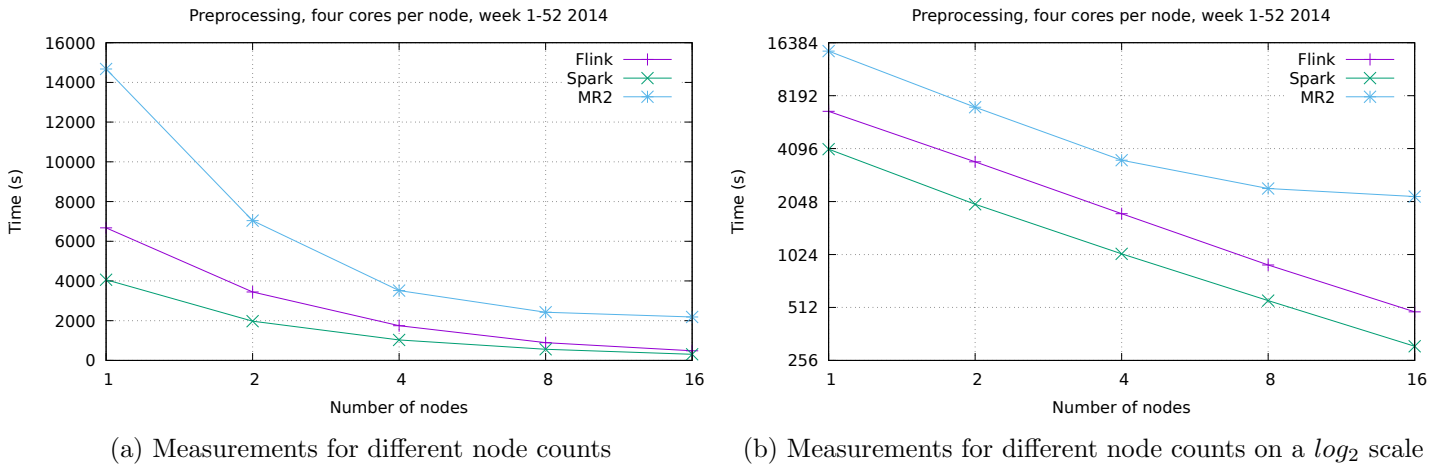 Preprocessing, four cores per node, week 1-52 2014
16000
14000
12000
10000
8000
6000
4000
2000
0
Time (s)
Flink
Spark
MR2
1 2 4 8 16
Number of nodes
(a) Measurements for different node counts
Preprocessing, four cores per node, week 1-52 2014
16384
8192
4096
2048
1024
512
256
Time (s)
Flink
Spark
MR2
1 2 4 8 16
Number of nodes
(b) Measurements for different node counts on a log₂ scale